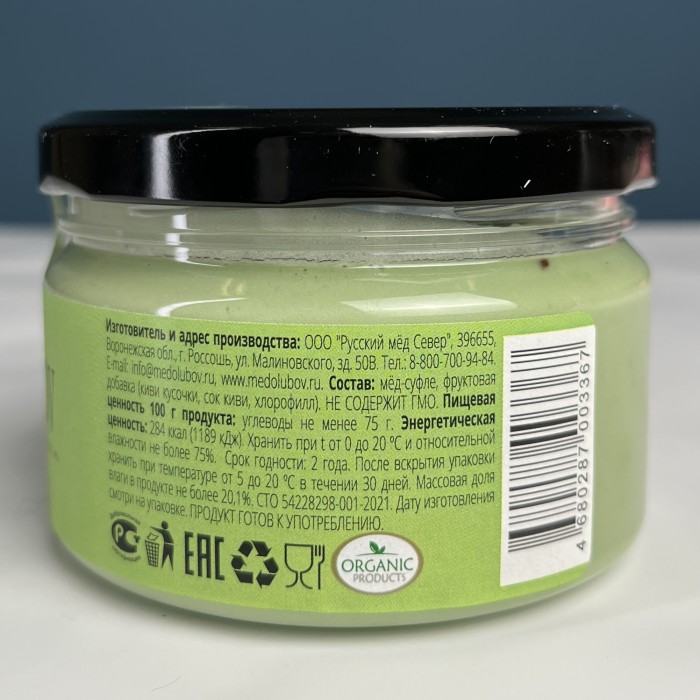 Изготовитель и адрес производства: ООО "Русский мёд Север", 396655,
Воронежская обл., г. Россошь, ул. Малиновского, зд. 50В. Тел.: 8-800-700-94-84,
E-mail: info@medolubov.ru, www.medolubov.ru. Состав: мёд-суфле, фруктовая
добавка (киви кусочки, сок киви, хлорофилл). НЕ СОДЕРЖИТ ГМО. Пищевая
ценность 100 г продукта: углеводы не менее 75 г. Энергетическая
ценность: 284 ккал (1189 кДж). Хранить при t от 0 до 20 °С и относительной
влажности не более 75%. Срок годности: 2 года. После вскрытия упаковки
хранить при температуре от 5 до 20 °С в течении 30 дней. Массовая доля
влаги в продукте не более 20,1%. СТО 54228298-001-2021. Дату изготовления
смотри на упаковке. ПРОДУКТ ГОТОВ К УПОТРЕБЛЕНИЮ.
РС
ЕАС
ORGANIC
PRODUCTS
4 680287 003367